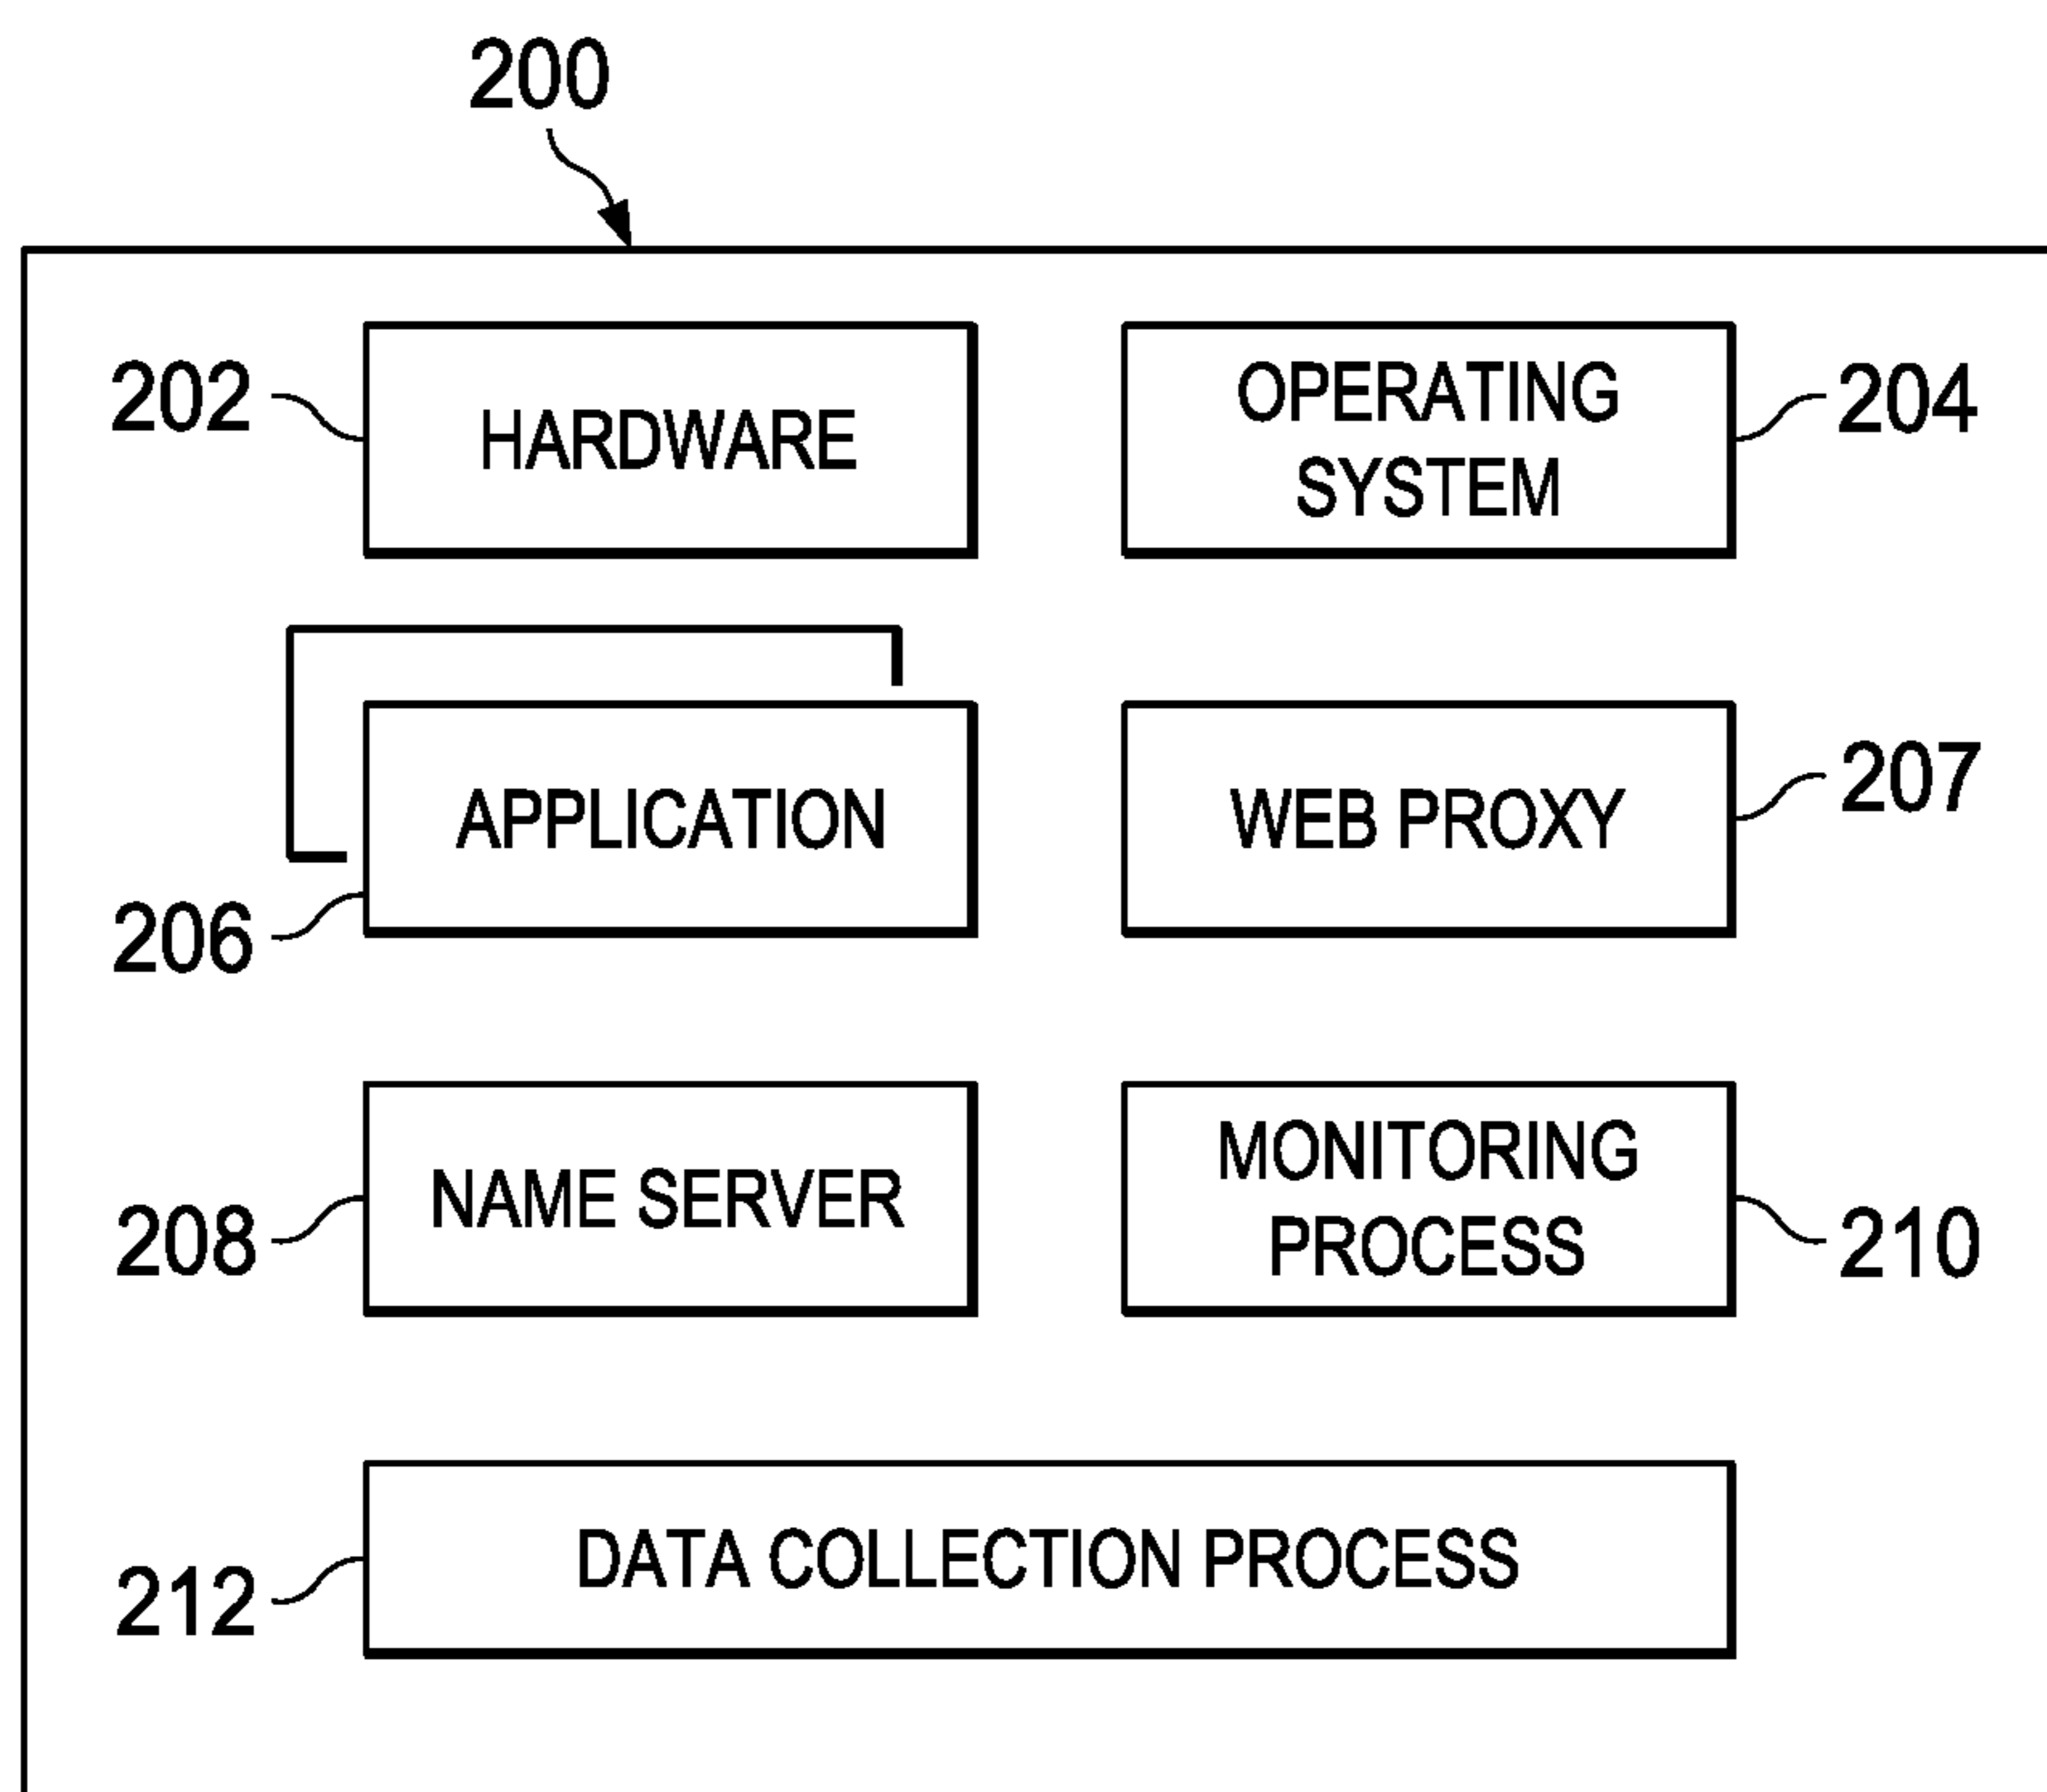 200
202
HARDWARE
OPERATING
SYSTEM
204
APPLICATION
206
WEB PROXY
207
NAME SERVER
208
MONITORING
PROCESS
210
DATA COLLECTION PROCESS
212